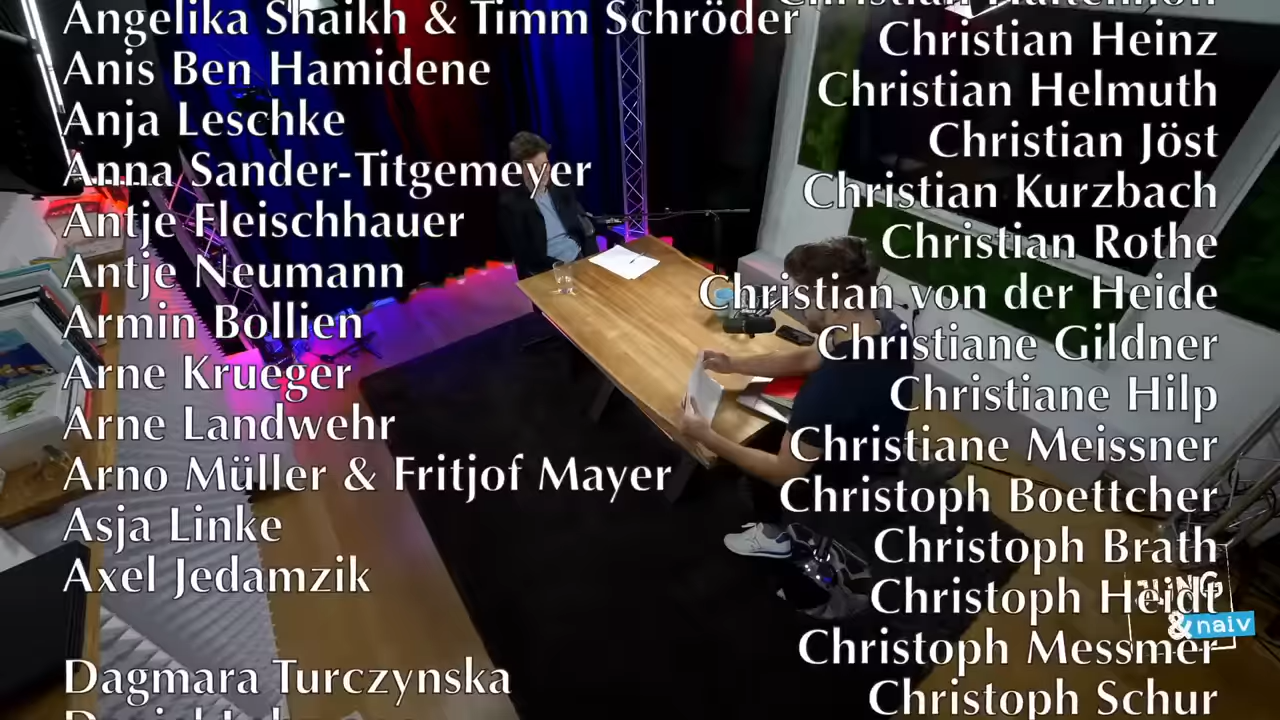 Angelika Shaikh & Timm Schröder
Anis Ben Hamidene
Anja Leschke
Anna Sander-Titgemeyer
Antje Fleischhauer
Antje Neumann
Armin Bollien
Arne Krueger
Arne Landwehr
Arno Müller & Fritjof Mayer
Asja Linke
Axel Jedamzik
Dagmara Turczynska
Christian
Christian Heinz
Christian Helmuth
Christian Jöst
Christian Kurzbach
Christian Rothe
Christian von der Heide
Christiane Gildner
Christiane Hilp
Christiane Meissner
Christoph Boettcher
Christoph Brath
Christoph Heidt
Christoph Messmer
Christoph Schur
JUNG
& naiv